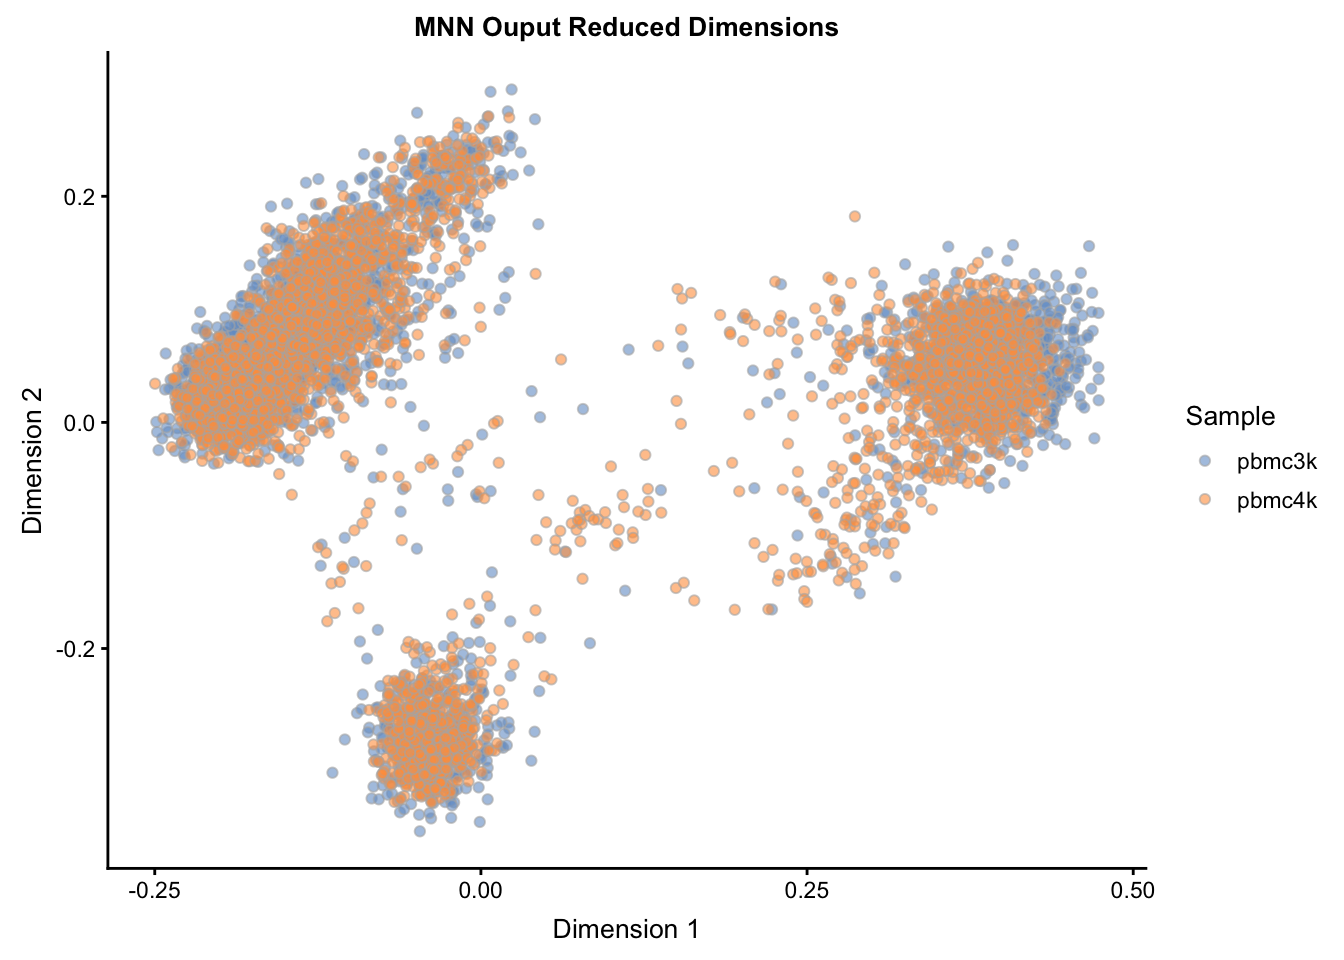 MNN Ouput Reduced Dimensions
0.2
0.0
-0.2
Dimension 2
-0.25
0.00
0.25
0.50
Dimension 1
Sample
pbmc3k
pbmc4k